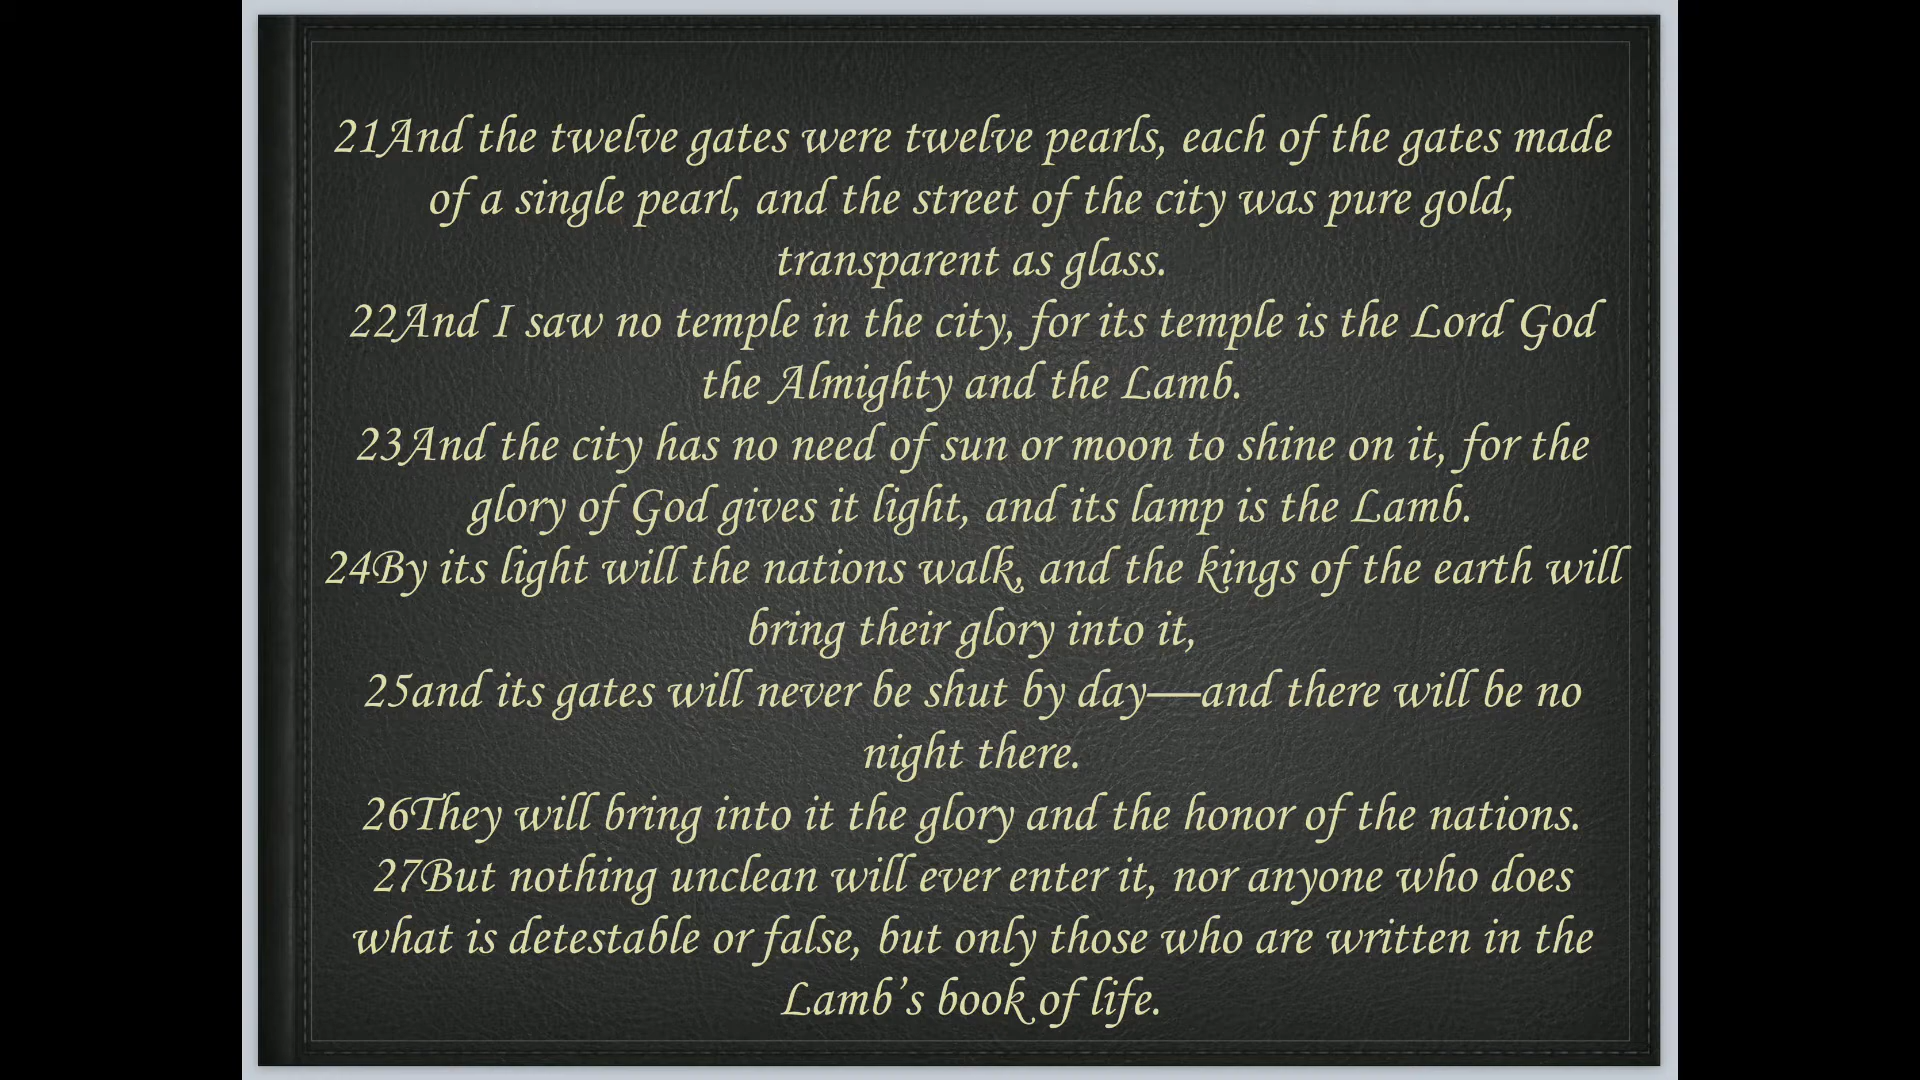 21And the twelve gates were twelve pearls, each of the gates made
of a single pearl, and the street of the city was pure gold,
transparent as glass.
22And I saw no temple in the city, for its temple is the Lord God
the Almighty and the Lamb.
23And the city has no need of sun or moon to shine on it, for the
glory of God gives it light, and its lamp is the Lamb.
24By its light will the nations walk, and the kings of the earth will
bring their glory into it,
25and its gates will never be shut by day—and there will be no
night there.
26They will bring into it the glory and the honor of the nations.
27But nothing unclean will ever enter it, nor anyone who does
what is detestable or false, but only those who are written in the
Lamb’s book of life.